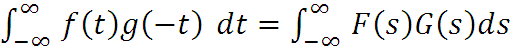 ∫_{-∞}^{∞} f(t)g(-t) dt = ∫_{-∞}^{∞} F(s)G(s)ds